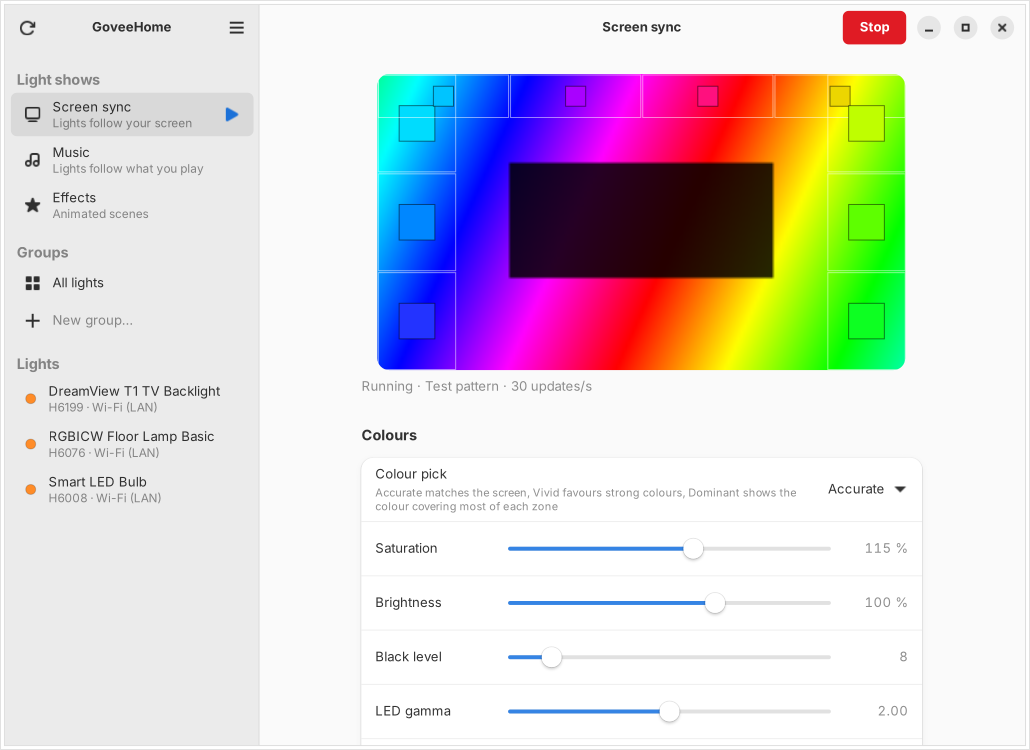 GoveeHome
Light shows
Screen sync
Lights follow your screen
Music
Lights follow what you play
Effects
Animated scenes
Groups
All lights
New group...
Lights
DreamView T1 TV Backlight
H6199 · Wi-Fi (LAN)
RGBICW Floor Lamp Basic
H6076 · Wi-Fi (LAN)
Smart LED Bulb
H6008 · Wi-Fi (LAN)
Screen sync
Stop
Running · Test pattern · 30 updates/s
Colours
Colour pick
Accurate matches the screen, Vivid favours strong colours, Dominant shows the
colour covering most of each zone
Accurate
Saturation
115 %
Brightness
100 %
Black level
8
LED gamma
2.00